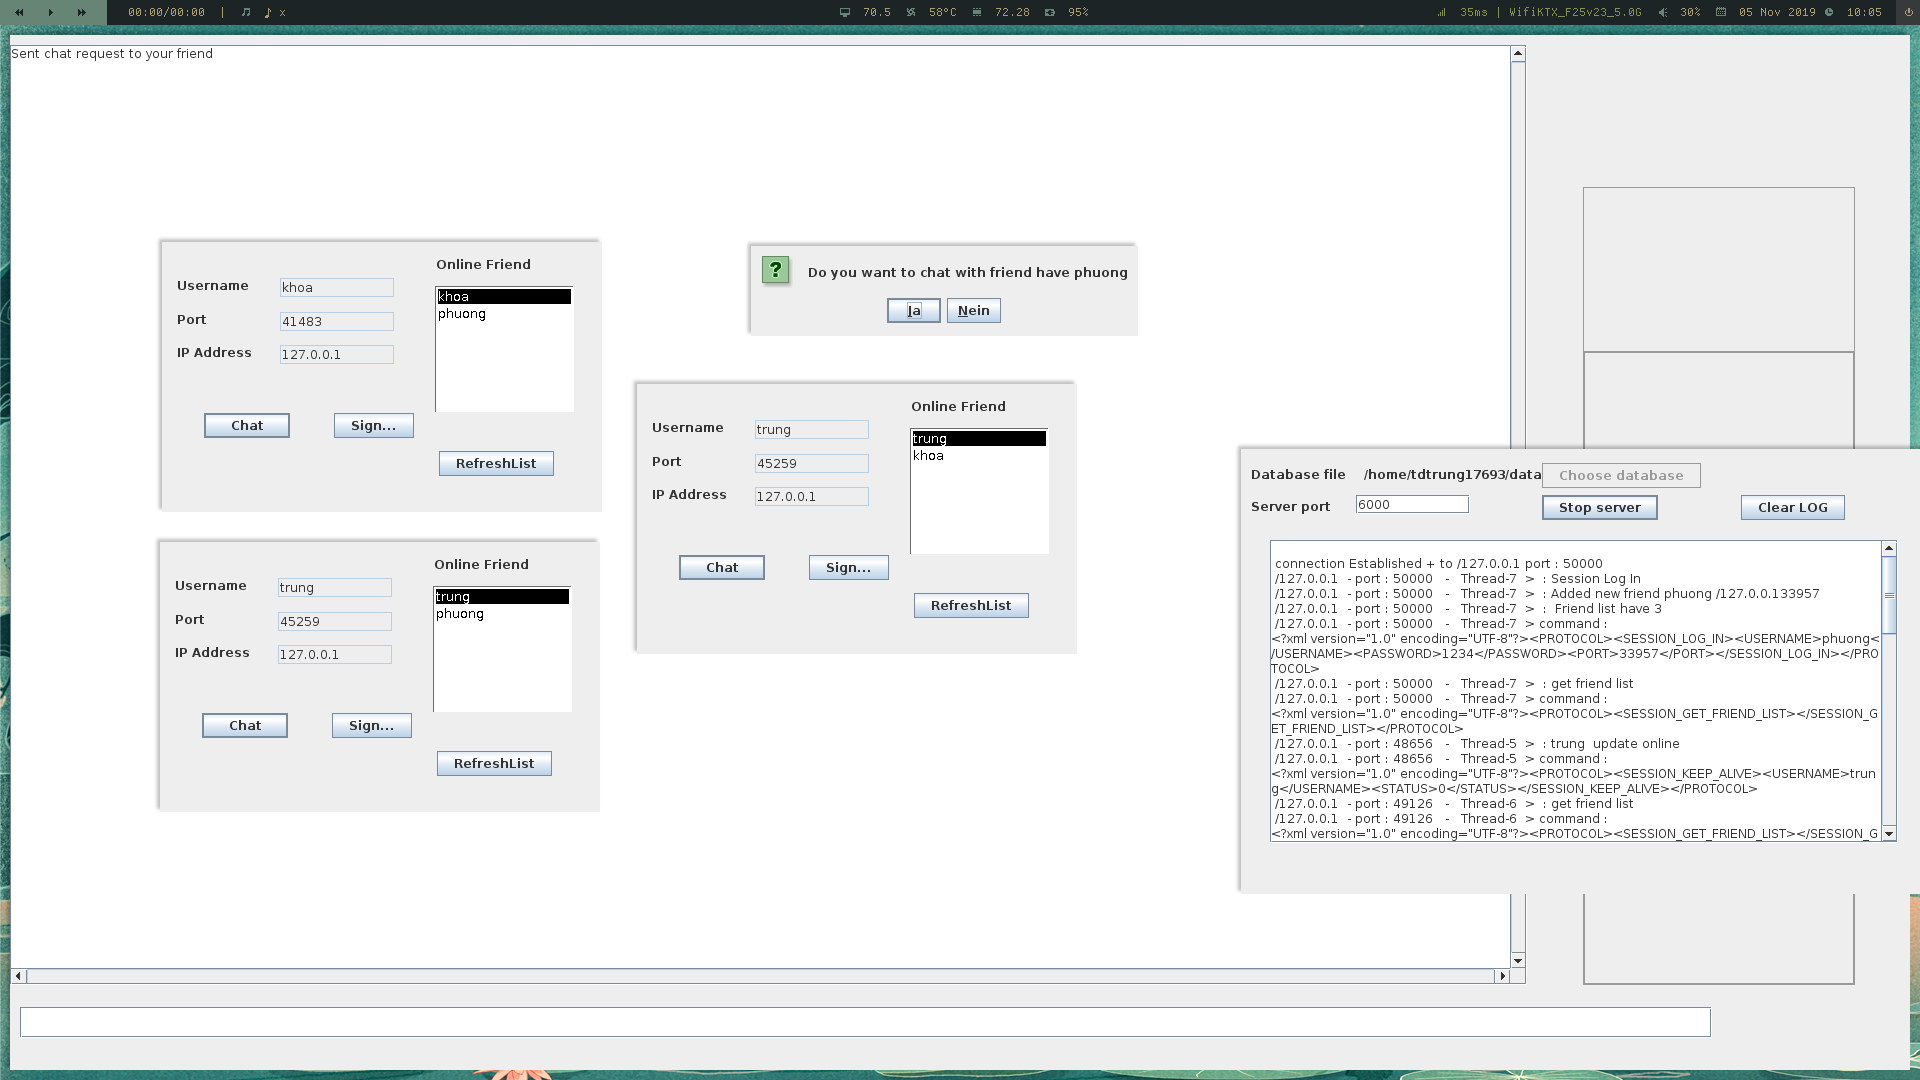 00:00/00:00 | x 70.5 58°C 72.28 95% 35ms | WifiKTX_F25v23_5.0G 30% 05 Nov 2019 10:05
Sent chat request to your friend
Online Friend
Username khoa
Port 41483
IP Address 127.0.0.1
khoa
phuong
Chat Sign...
RefreshList
Do you want to chat with friend have phuong
Ja Nein
Online Friend
Username trung
Port 45259
IP Address 127.0.0.1
trung
khoa
Chat Sign...
RefreshList
Online Friend
Username trung
Port 45259
IP Address 127.0.0.1
trung
phuong
Chat Sign...
RefreshList
Database file /home/tdtrung17693/data Choose database
Server port 6000 Stop server Clear LOG
connection Established + to /127.0.0.1 port : 50000
/127.0.0.1 - port : 50000 - Thread-7 > : Session Log In
/127.0.0.1 - port : 50000 - Thread-7 > : Added new friend phuong /127.0.0.133957
/127.0.0.1 - port : 50000 - Thread-7 > : Friend list have 3
/127.0.0.1 - port : 50000 - Thread-7 > command :
<?xml version="1.0" encoding="UTF-8"?><PROTOCOL><SESSION_LOG_IN><USERNAME>phuong<
/USERNAME><PASSWORD>1234</PASSWORD><PORT>33957</PORT></SESSION_LOG_IN></PRO
TOCOL>
/127.0.0.1 - port : 50000 - Thread-7 > : get friend list
/127.0.0.1 - port : 50000 - Thread-7 > command :
<?xml version="1.0" encoding="UTF-8"?><PROTOCOL><SESSION_GET_FRIEND_LIST></SESSION_G
ET_FRIEND_LIST></PROTOCOL>
/127.0.0.1 - port : 48656 - Thread-5 > : trung update online
/127.0.0.1 - port : 48656 - Thread-5 > command :
<?xml version="1.0" encoding="UTF-8"?><PROTOCOL><SESSION_KEEP_ALIVE><USERNAME>trun
g</USERNAME><STATUS>0</STATUS></SESSION_KEEP_ALIVE></PROTOCOL>
/127.0.0.1 - port : 49126 - Thread-6 > : get friend list
/127.0.0.1 - port : 49126 - Thread-6 > command :
<?xml version="1.0" encoding="UTF-8"?><PROTOCOL><SESSION_GET_FRIEND_LIST></SESSION_G